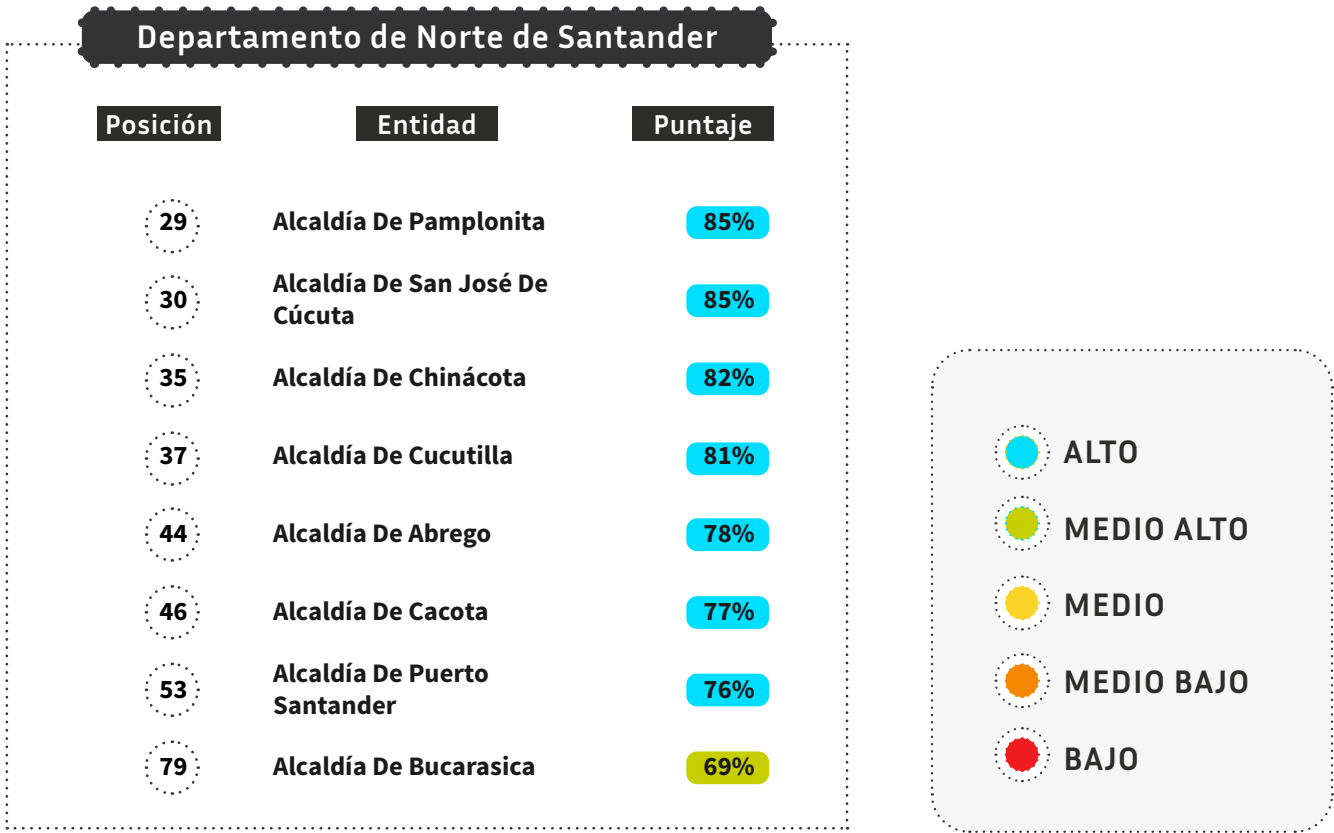 Departamento de Norte de Santander
Posición Entidad Puntaje
29 Alcaldía De Pamplonita 85%
30 Alcaldía De San José De
Cúcuta 85%
35 Alcaldía De Chinácota 82%
37 Alcaldía De Cucutilla 81%
44 Alcaldía De Abrego 78%
46 Alcaldía De Cacota 77%
53 Alcaldía De Puerto
Santander 76%
79 Alcaldía De Bucarasica 69%
ALTO
MEDIO ALTO
MEDIO
MEDIO BAJO
BAJO